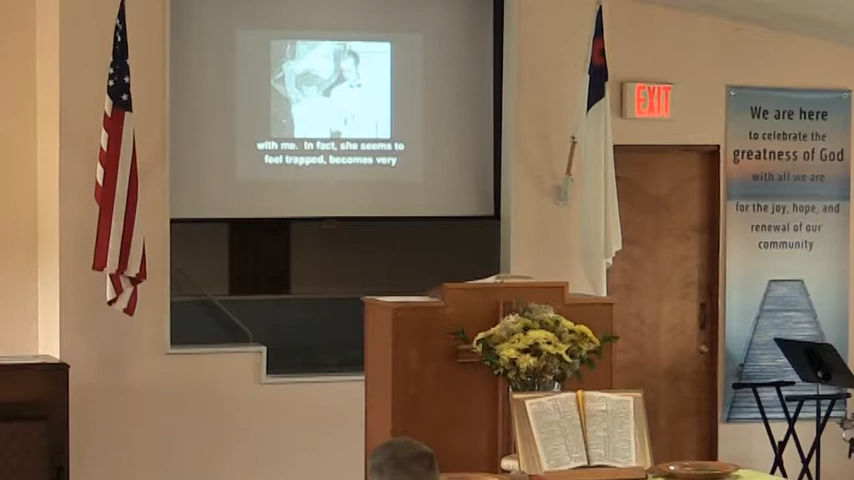 with me. In fact, she seems to
feel trapped, becomes very
EXIT
We are here
to celebrate the
greatness of God
with all we are
for the joy, hope, and
renewal of our
community!